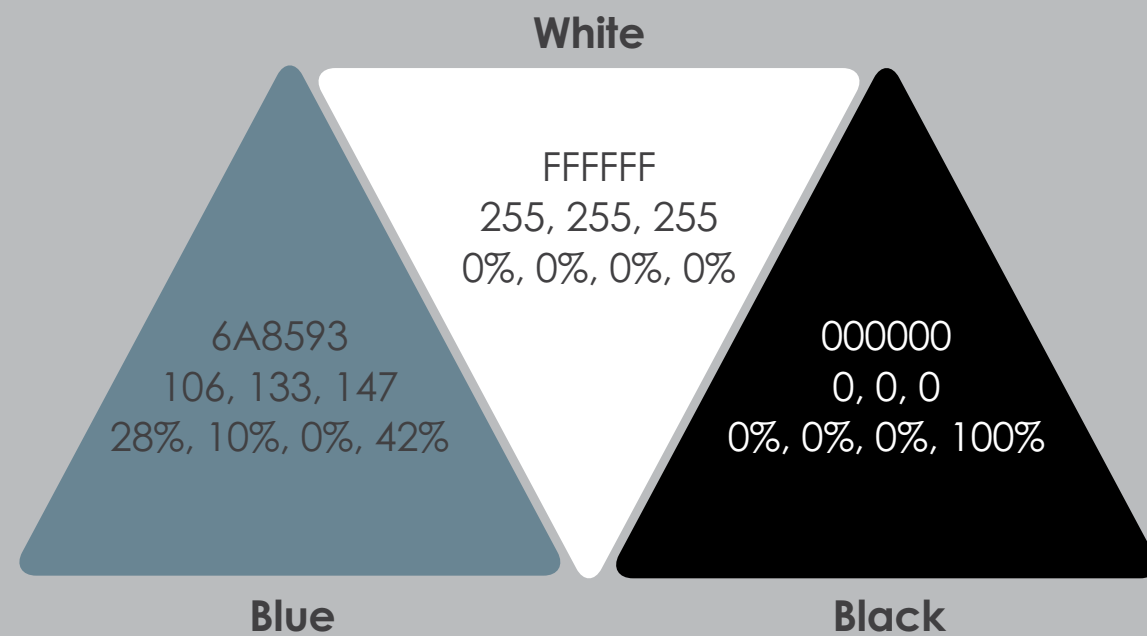 White
FFFFFF
255, 255, 255
0%, 0%, 0%, 0%
6A8593
106, 133, 147
28%, 10%, 0%, 42%
000000
0, 0, 0
0%, 0%, 0%, 100%
Blue
Black